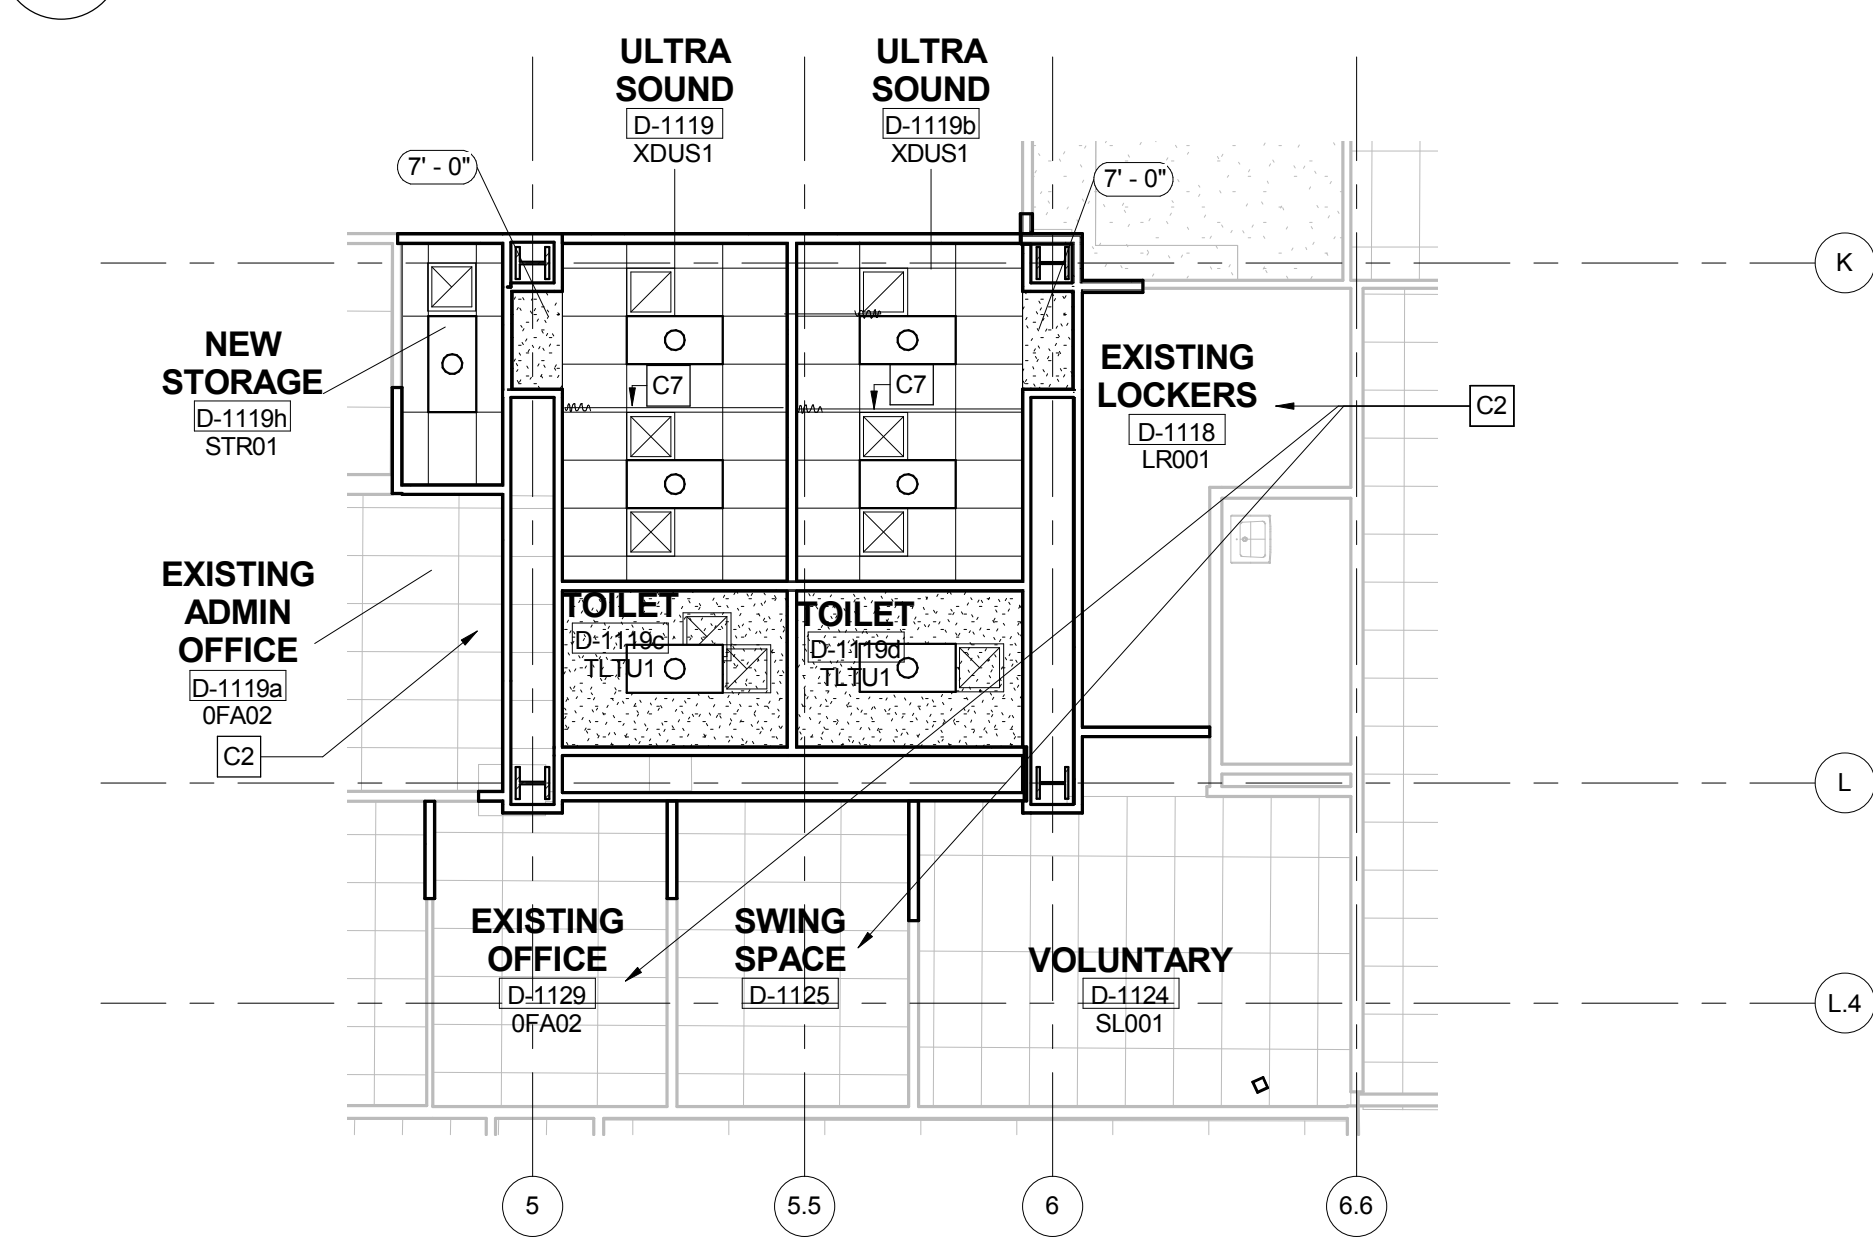 ULTRA
SOUND
D-1119
XDUS1
ULTRA
SOUND
D-1119b
XDUS1
7' - 0"
7' - 0"
K
NEW
STORAGE
D-1119h
STR01
C7
C7
EXISTING
LOCKERS
D-1118
LR001
C2
EXISTING
ADMIN
OFFICE
D-1119a
0FA02
C2
TOILET
D-1119c
TLTU1
TOILET
D-1119d
TLTU1
L
EXISTING
OFFICE
D-1129
0FA02
SWING
SPACE
D-1125
VOLUNTARY
D-1124
SL001
L.4
5
5.5
6
6.6